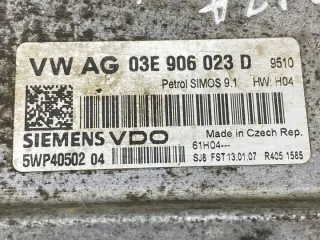 VW AG 03E 906 023 D 9510
Petrol SIMOS 9.1 HW: H04
SIEMENS VDO
Made in Czech Rep.
5WP40502 04
61H04---
SJ8 FST 13.01.07 R405 1585